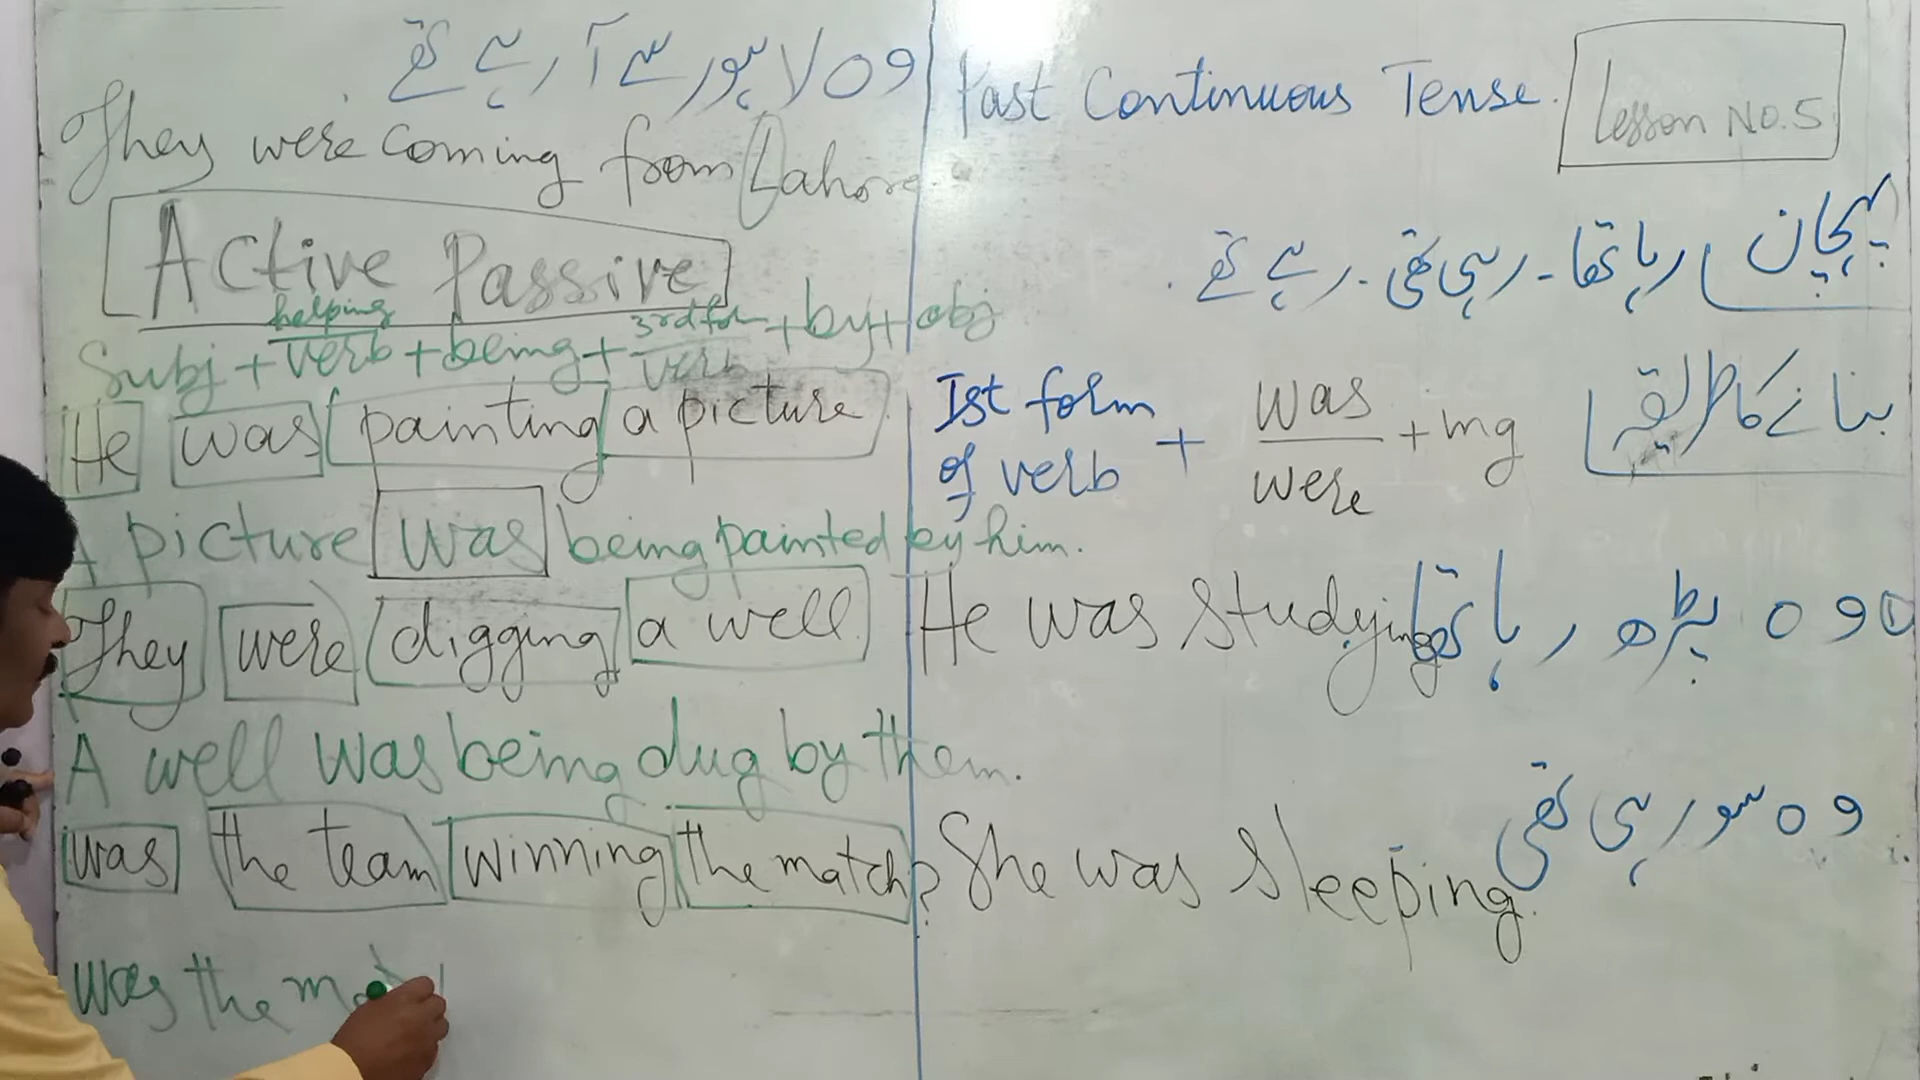 وہ لاہور سے آ رہے تھے
They were coming from Lahore.
Active Passive
helping 3rd form
Subj + verb + being + verb + by + obj
He was painting a picture
A picture was being painted by him.
They were digging a well
A well was being dug by them.
was the team winning the match?
was the mat
Past Continuous Tense.
Lesson No.5
پہچان رہا تھا - رہی تھی - رہے تھے -
بنانے کا طریقہ
Ist form of verb + was / were + ing
وہ پڑھ رہا تھا
He was studying
وہ سو رہی تھی
She was sleeping.